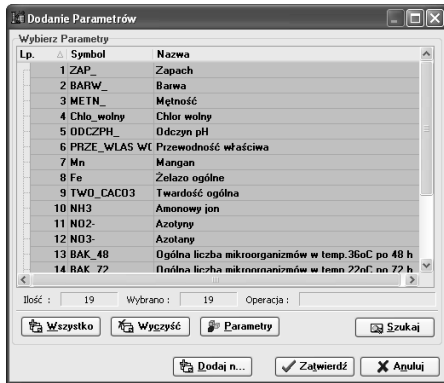 Dodanie Parametrów
Wybierz Parametry
Lp. Symbol Nazwa
1 ZAP_ Zapach
2 BARW_ Barwa
3 METN_ Mętność
4 Chlo_wolny Chlor wolny
5 ODCZPH_ Odczyn pH
6 PRZE_WLAS WO Przewodność właściwa
7 Mn Mangan
8 Fe Żelazo ogólne
9 TWO_CACO3 Twardość ogólna
10 NH3 Amonowy jon
11 NO2- Azotyny
12 NO3- Azotany
13 BAK_48 Ogólna liczba mikroorganizmów w temp.36oC po 48 h
14 BAK_72 Ogólna liczba mikroorganizmów w temp.22oC po 72 h
Ilość : 19 Wybrano : 19 Operacja :
Wszystko Wyczyść Parametry Szukaj
Dodaj n... Zatwierdź Anuluj